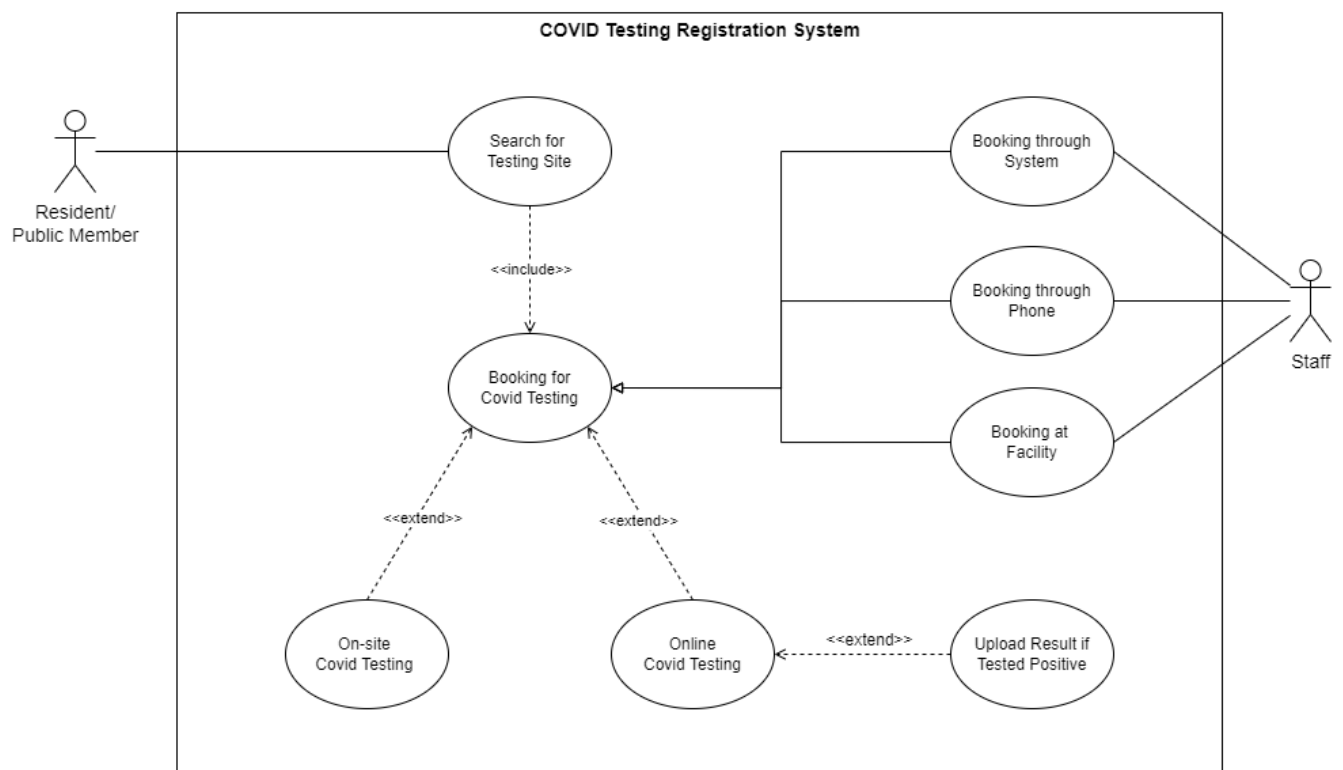 COVID Testing Registration System
Search for
Testing Site
Booking through
System
Resident/
Public Member
<<include>>
Booking through
Phone
Staff
Booking for
Covid Testing
Booking at
Facility
<<extend>>
<<extend>>
On-site
Covid Testing
Online
Covid Testing
<<extend>>
Upload Result if
Tested Positive